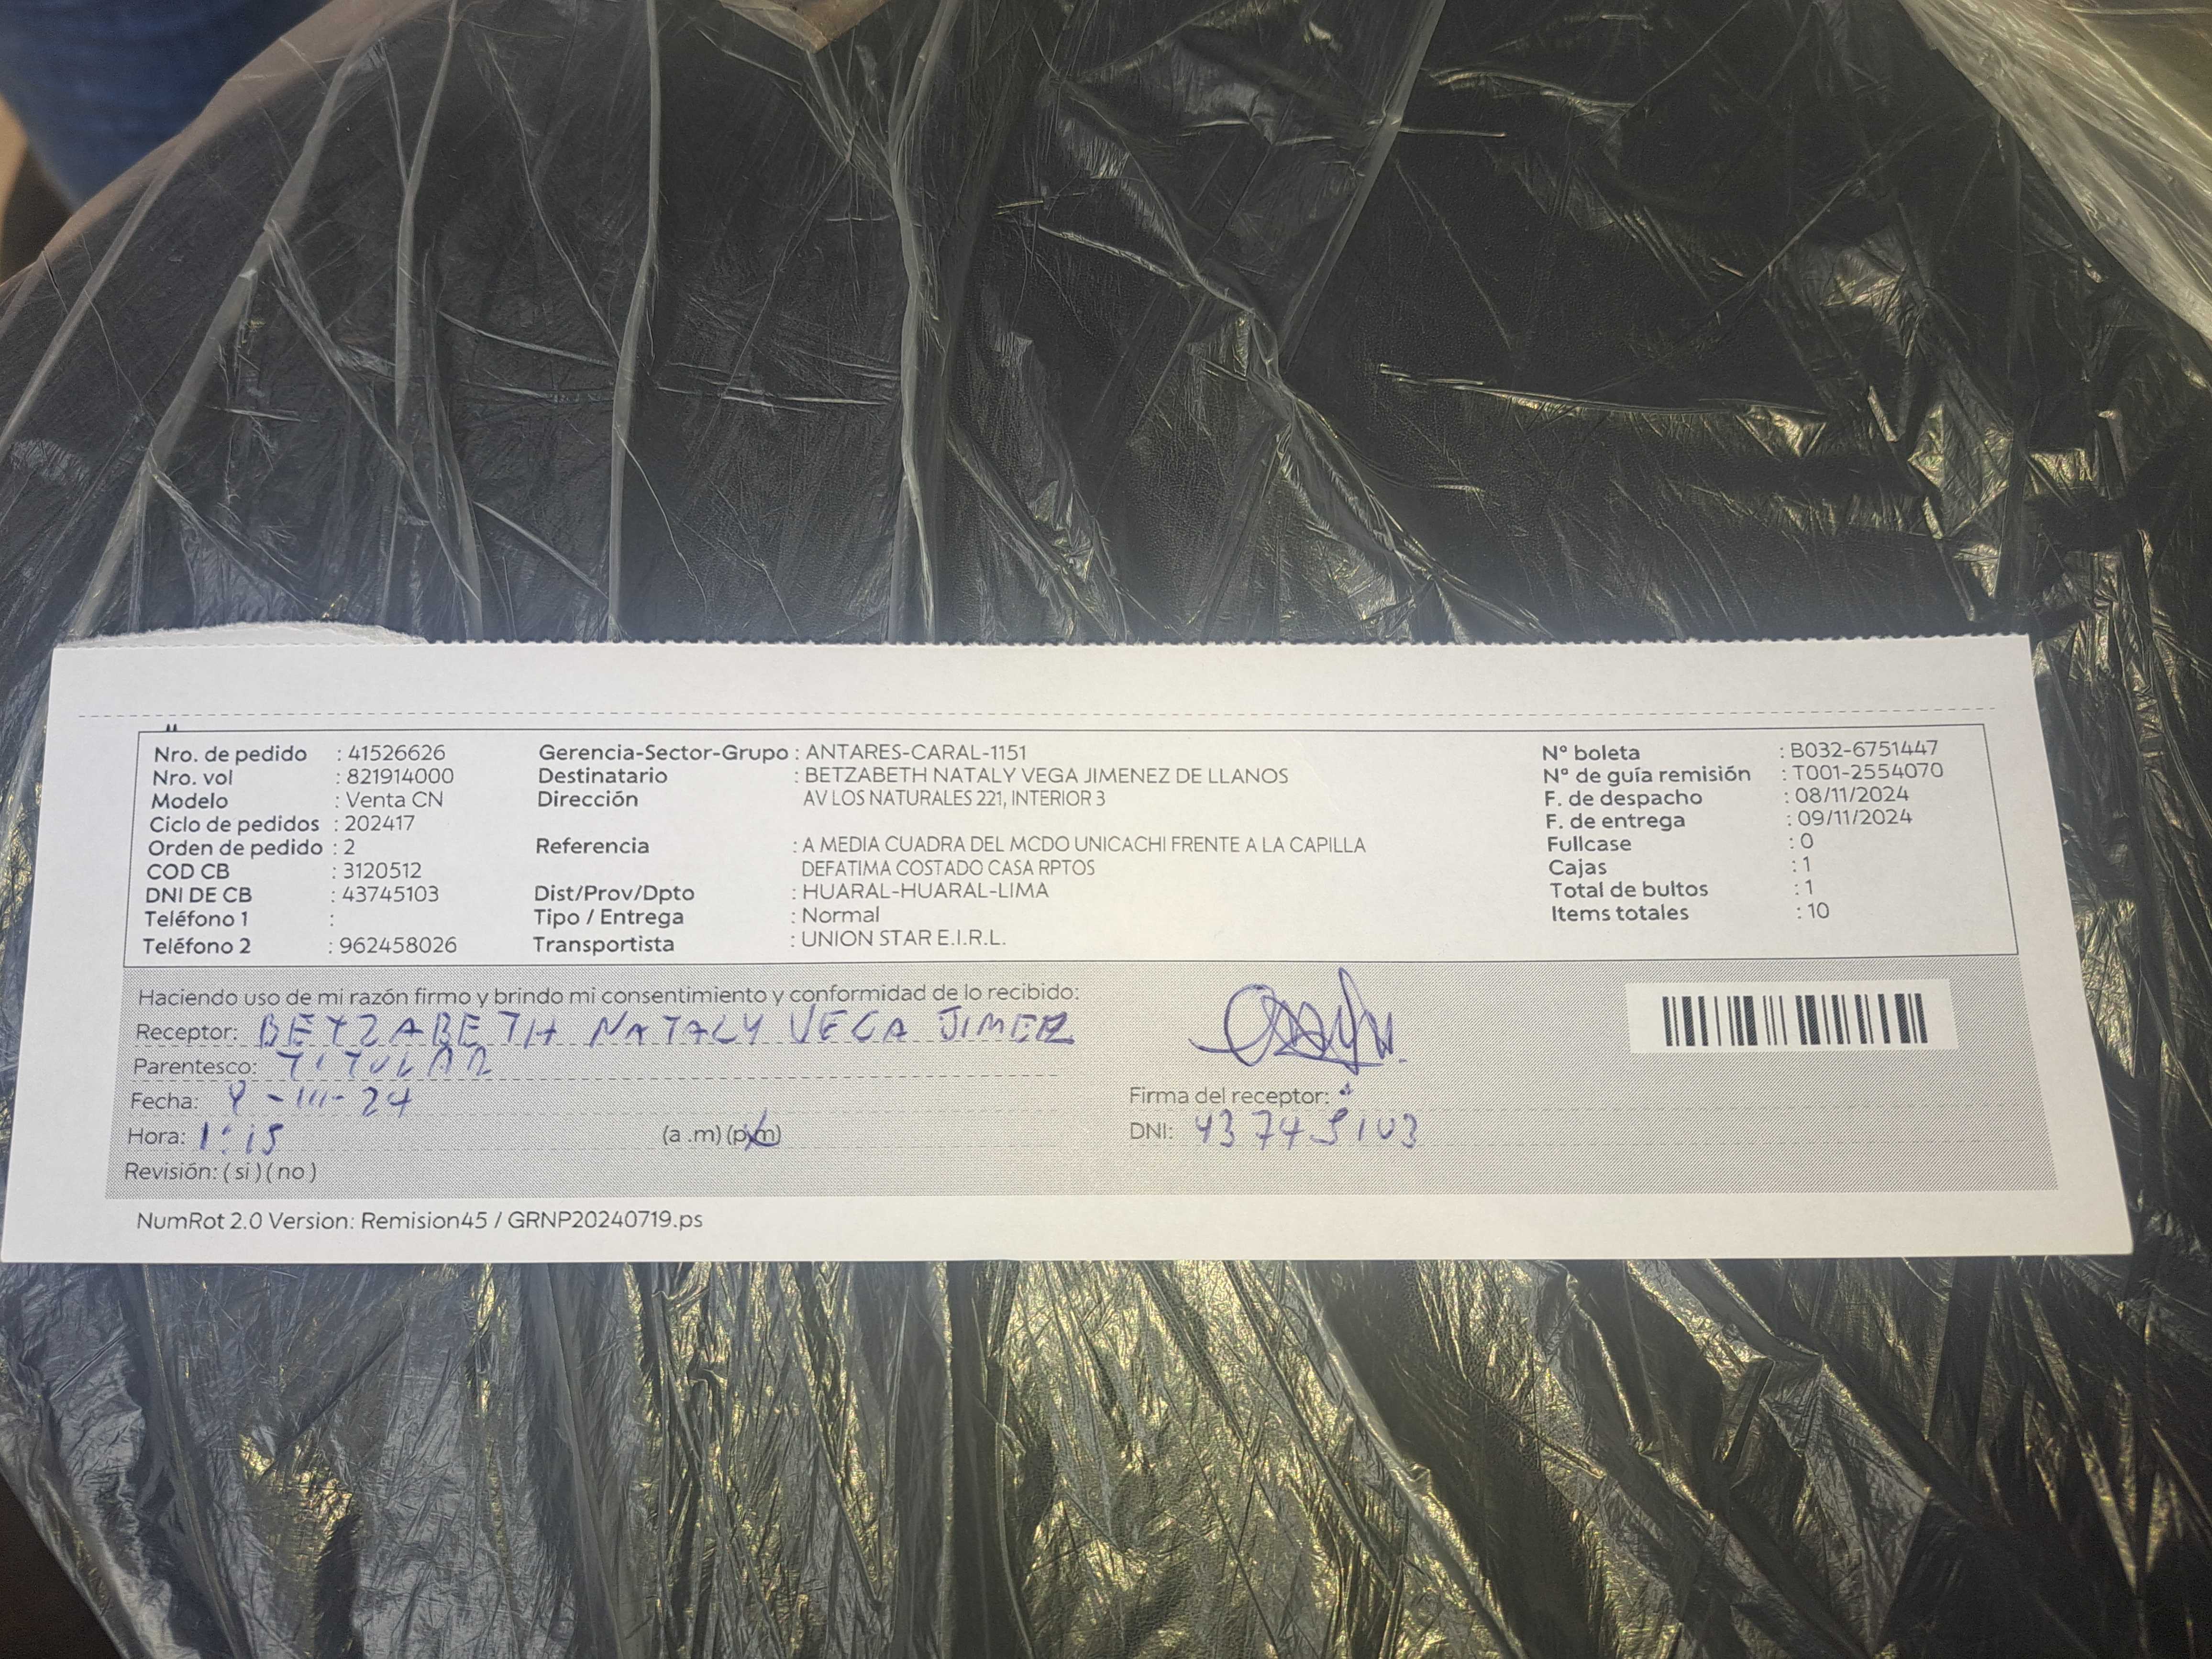 Nro. de pedido : 41526626
Nro. vol : 821914000
Modelo : Venta CN
Ciclo de pedidos : 202417
Orden de pedido : 2
COD CB : 3120512
DNI DE CB : 43745103
Teléfono 1 :
Teléfono 2 : 962458026
Gerencia-Sector-Grupo : ANTARES-CARAL-1151
Destinatario : BETZABETH NATALY VEGA JIMENEZ DE LLANOS
Dirección AV LOS NATURALES 221, INTERIOR 3
Referencia : A MEDIA CUADRA DEL MCDO UNICACHI FRENTE A LA CAPILLA
DEFATIMA COSTADO CASA RPTOS
Dist/Prov/Dpto : HUARAL-HUARAL-LIMA
Tipo / Entrega : Normal
Transportista : UNION STAR E.I.R.L.
Nº boleta : B032-6751447
Nº de guía remisión : T001-2554070
F. de despacho : 08/11/2024
F. de entrega : 09/11/2024
Fullcase : 0
Cajas : 1
Total de bultos : 1
Items totales : 10
Haciendo uso de mi razón firmo y brindo mi consentimiento y conformidad de lo recibido:
Receptor: BETZABETH NATALY VEGA
Parentesco: TITULAR
Fecha:
Hora: 1:15 (a .m) (p.m)
Revisión: ( si ) ( no )
Firma del receptor:
DNI: 43745103
NumRot 2.0 Version: Remision45 / GRNP20240719.ps